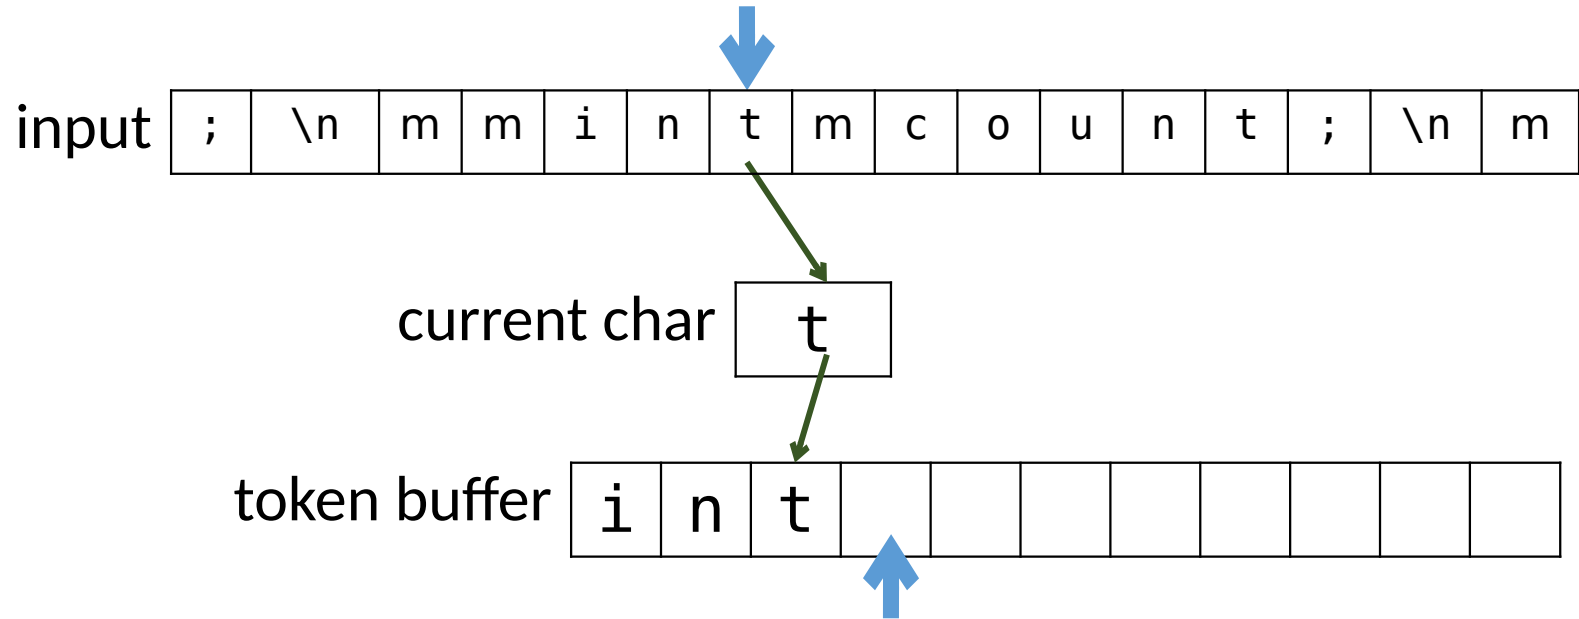 input ; \n m m i n t m c o u n t ; \n m
current char t
token buffer i n t